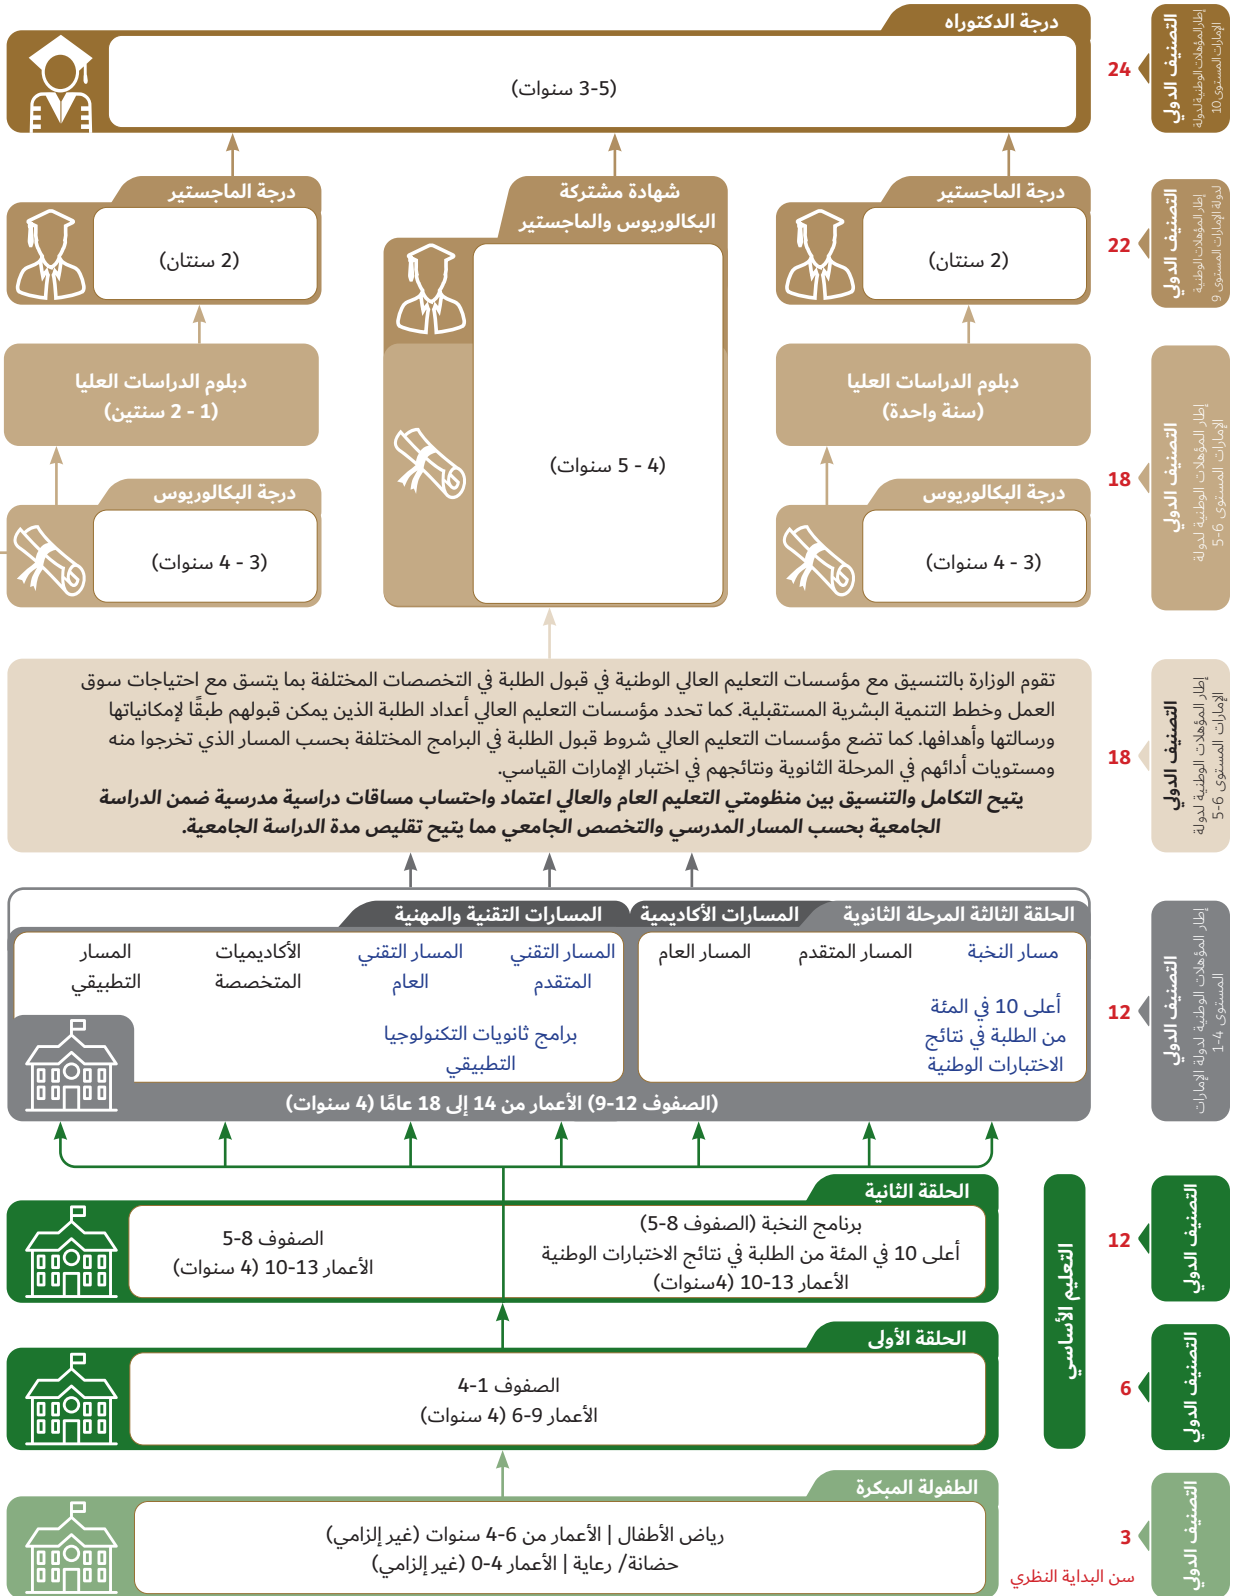 درجة الدكتوراه
(3-5 سنوات)
24
التصنيف الدولي
إطار المؤهلات الوطنية لدولة
الإمارات المستوى 10
درجة الماجستير
(2 سنتان)
شهادة مشتركة
البكالوريوس والماجستير
(4 - 5 سنوات)
درجة الماجستير
(2 سنتان)
22
التصنيف الدولي
إطار المؤهلات الوطنية
لدولة الإمارات المستوى 9
دبلوم الدراسات العليا
(سنة واحدة)
دبلوم الدراسات العليا
(1 - 2 سنتين)
درجة البكالوريوس
(3 - 4 سنوات)
درجة البكالوريوس
(3 - 4 سنوات)
18
التصنيف الدولي
إطار المؤهلات الوطنية لدولة
الإمارات المستوى 6-5
تقوم الوزارة بالتنسيق مع مؤسسات التعليم العالي الوطنية في قبول الطلبة في التخصصات المختلفة بما يتسق مع احتياجات سوق
العمل وخطط التنمية البشرية المستقبلية. كما تحدد مؤسسات التعليم العالي أعداد الطلبة الذين يمكن قبولهم طبقًا لإمكانياتها
ورسالتها وأهدافها. كما تضع مؤسسات التعليم العالي شروط قبول الطلبة في البرامج المختلفة بحسب المسار الذي تخرجوا منه
ومستويات أدائهم في المرحلة الثانوية ونتائجهم في اختبار الإمارات القياسي.
يتيح التكامل والتنسيق بين منظومتي التعليم العام والعالي اعتماد واحتساب مساقات دراسية مدرسية ضمن الدراسة
الجامعية بحسب المسار المدرسي والتخصص الجامعي مما يتيح تقليص مدة الدراسة الجامعية.
18
التصنيف الدولي
إطار المؤهلات الوطنية لدولة
الإمارات المستوى 6-5
الحلقة الثالثة المرحلة الثانوية
المسارات الأكاديمية
المسارات التقنية والمهنية
مسار النخبة
أعلى 10 في المئة
من الطلبة في نتائج
الاختبارات الوطنية
المسار المتقدم
المسار العام
المسار التقني
المتقدم
المسار التقني
العام
برامج ثانويات التكنولوجيا
التطبيقي
الأكاديميات
المتخصصة
المسار
التطبيقي
(الصفوف 12-9) الأعمار من 14 إلى 18 عامًا (4 سنوات)
12
التصنيف الدولي
إطار المؤهلات الوطنية لدولة الإمارات
المستوى 4-1
الحلقة الثانية
برنامج النخبة (الصفوف 8-5)
أعلى 10 في المئة من الطلبة في نتائج الاختبارات الوطنية
الأعمار 13-10 (4سنوات)
الصفوف 8-5
الأعمار 13-10 (4 سنوات)
التعليم الأساسي
12
التصنيف الدولي
الحلقة الأولى
الصفوف 1-4
الأعمار 9-6 (4 سنوات)
6
التصنيف الدولي
الطفولة المبكرة
رياض الأطفال | الأعمار من 6-4 سنوات (غير إلزامي)
حضانة/ رعاية | الأعمار 4-0 (غير إلزامي)
3
سن البداية النظري
التصنيف الدولي